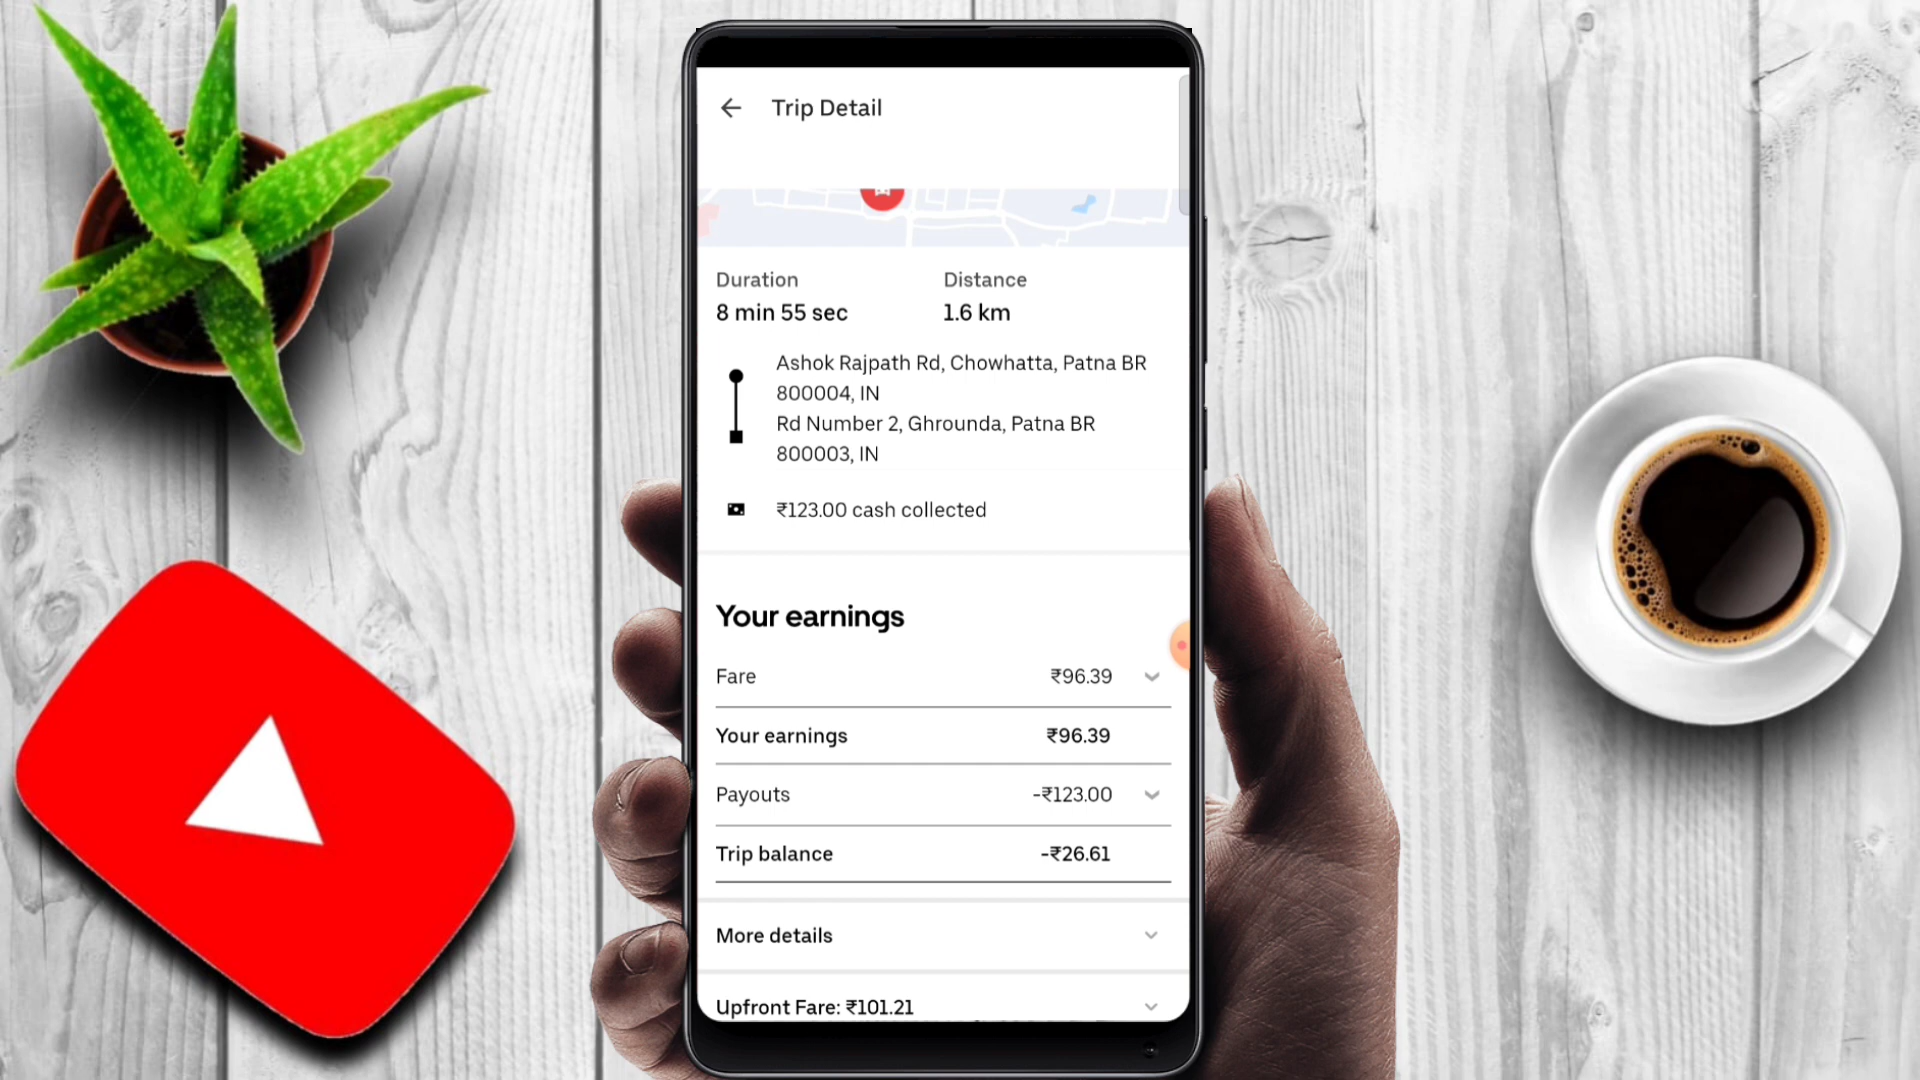 Trip Detail
Duration
Distance
8 min 55 sec
1.6 km
Ashok Rajpath Rd, Chowhatta, Patna BR
800004, IN
Rd Number 2, Ghrounda, Patna BR
800003, IN
₹123.00 cash collected
Your earnings
Fare ₹96.39
Your earnings ₹96.39
Payouts -₹123.00
Trip balance -₹26.61
More details
Upfront Fare: ₹101.21